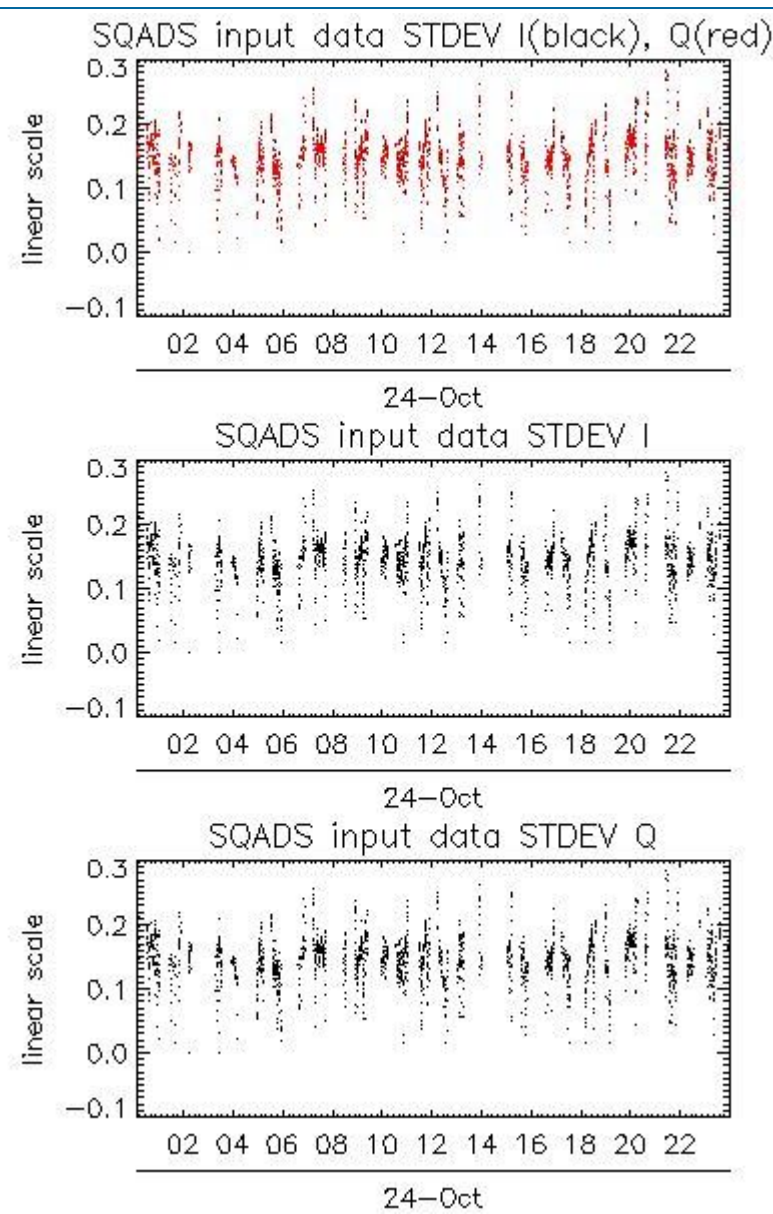 SQADS input data STDEV I(black), Q(red)
0.3
0.2
0.1
0.0
−0.1
linear scale
02 04 06 08 10 12 14 16 18 20 22
24−Oct
SQADS input data STDEV I
0.3
0.2
0.1
0.0
−0.1
linear scale
02 04 06 08 10 12 14 16 18 20 22
24−Oct
SQADS input data STDEV Q
0.3
0.2
0.1
0.0
−0.1
linear scale
02 04 06 08 10 12 14 16 18 20 22
24−Oct